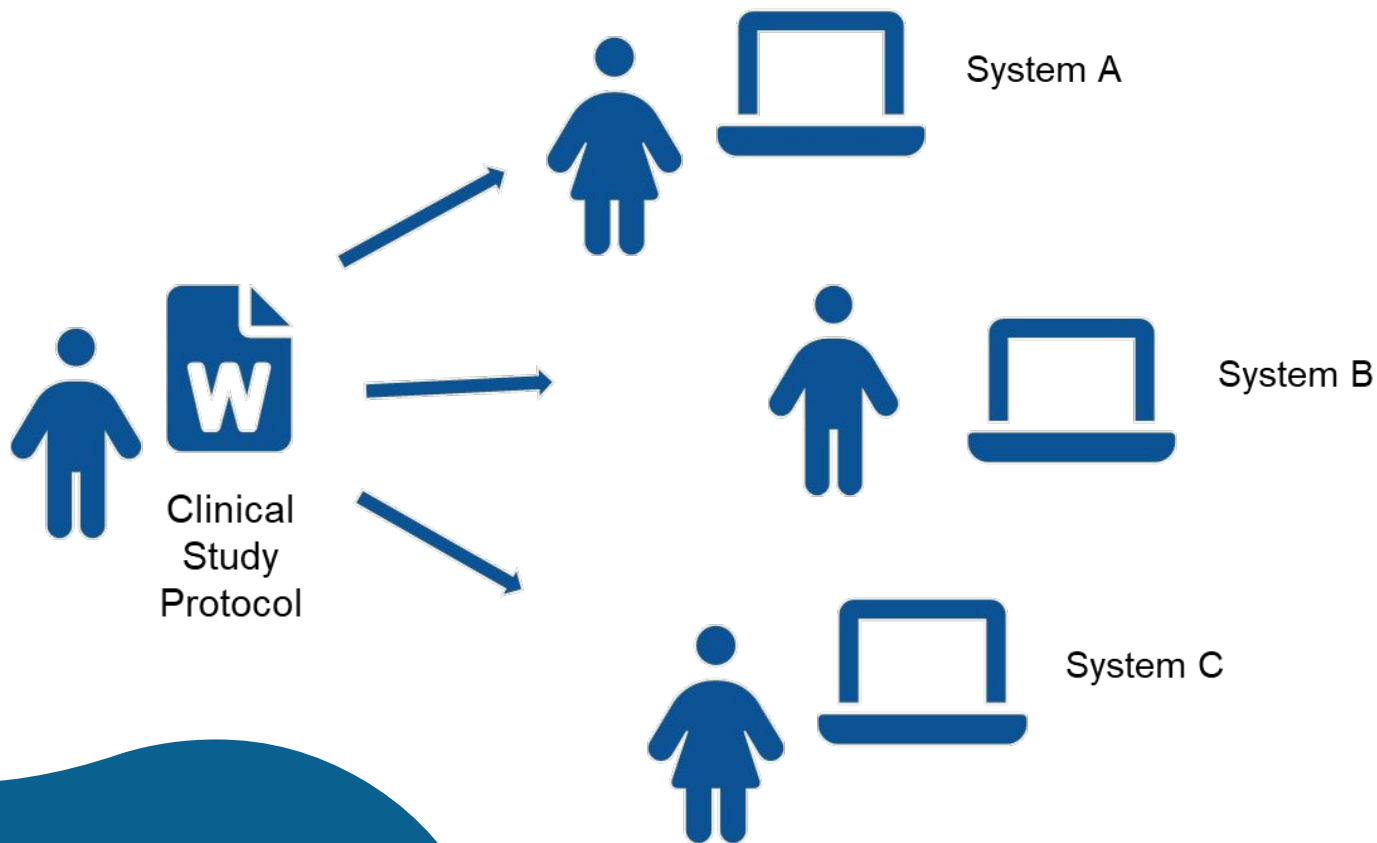 System A
W
System B
Clinical
Study
Protocol
System C